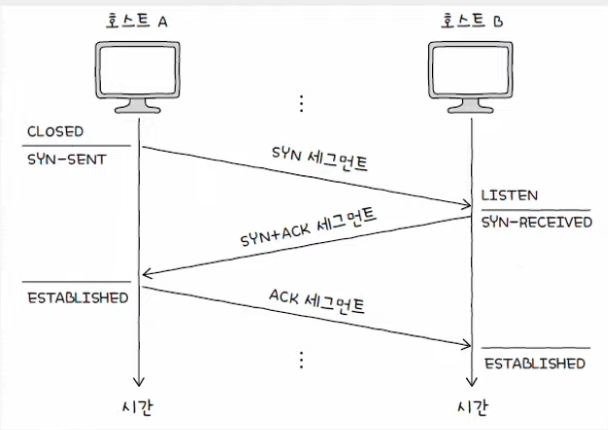 호스트 A
호스트 B
CLOSED
SYN-SENT
SYN 세그먼트
LISTEN
SYN-RECEIVED
SYN+ACK 세그먼트
ESTABLISHED
ACK 세그먼트
ESTABLISHED
시간
시간